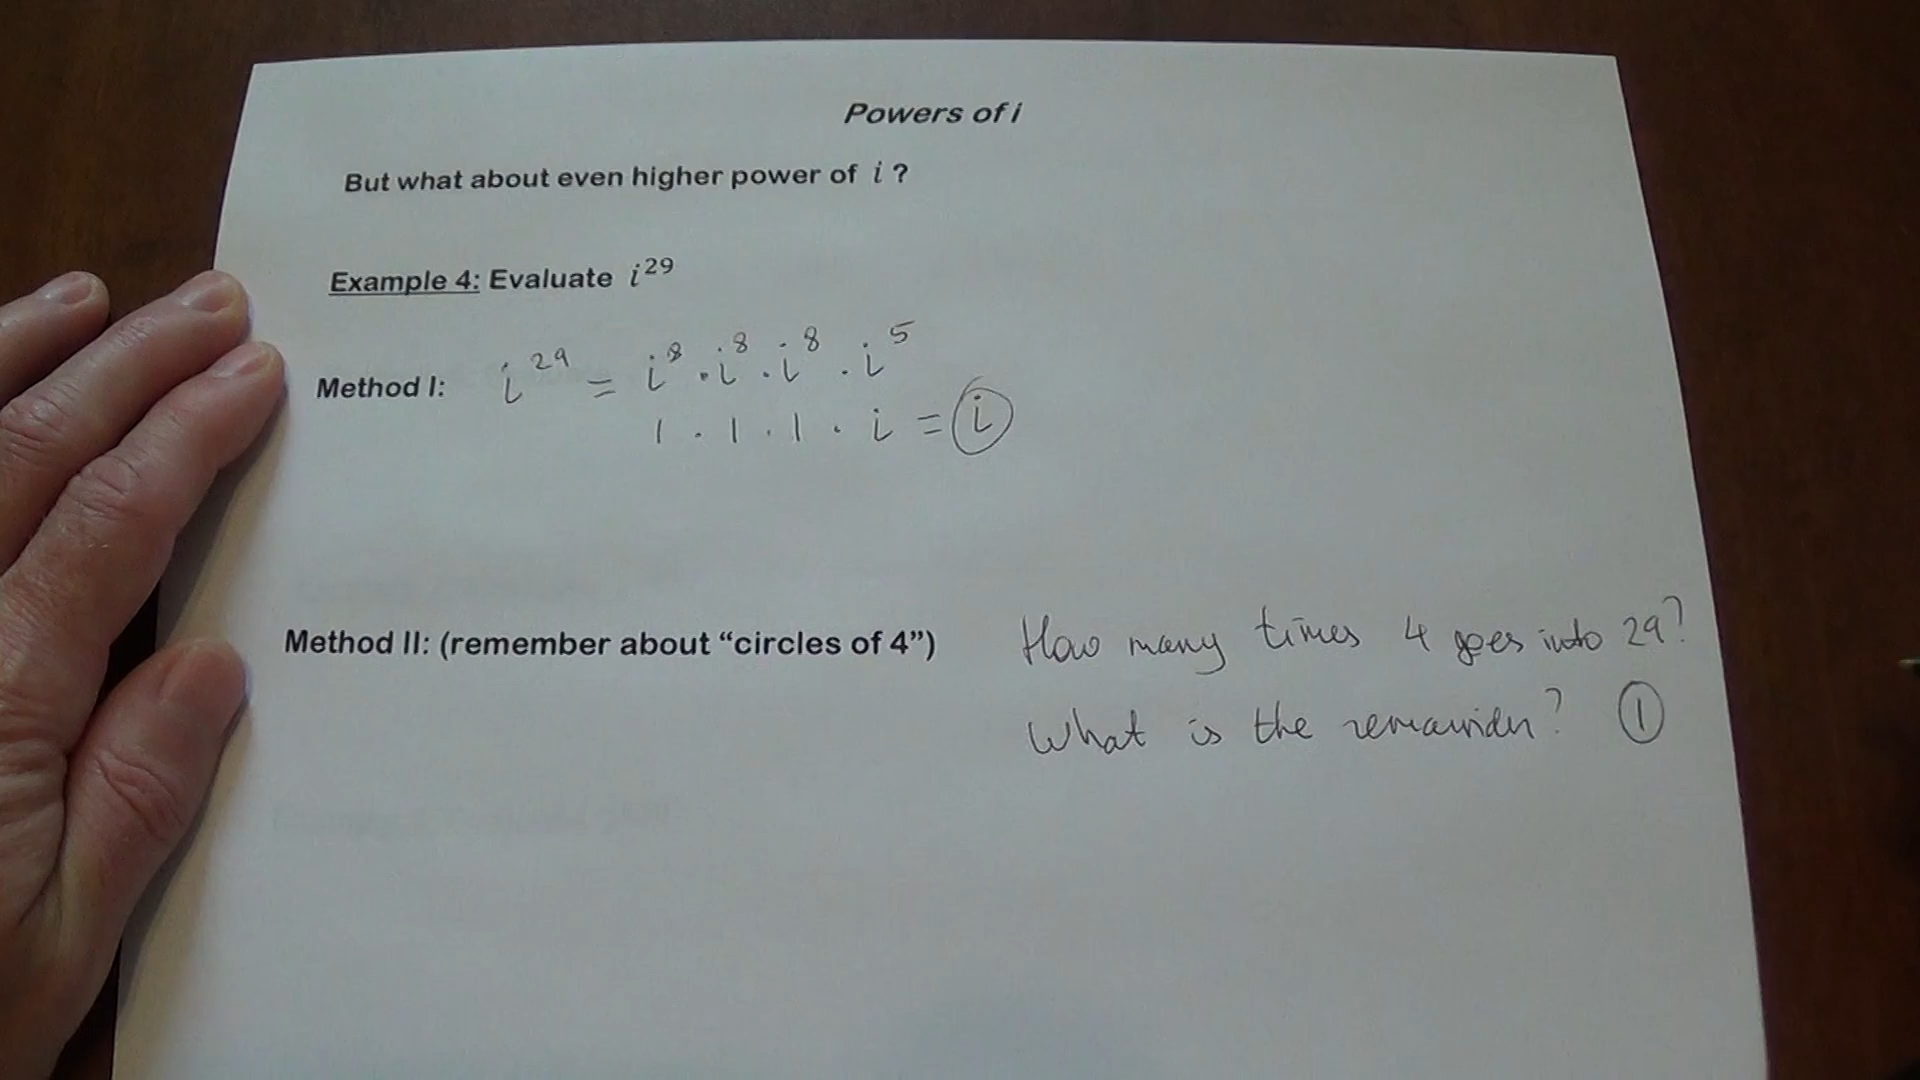 Powers of i
But what about even higher power of i ?
Example 4: Evaluate i²⁹
Method I: i²⁹ = i⁸ · i⁸ · i⁸ · i⁵
1 · 1 · 1 · i = i
Method II: (remember about “circles of 4”) How many times 4 goes into 29?
What is the remainder? 1